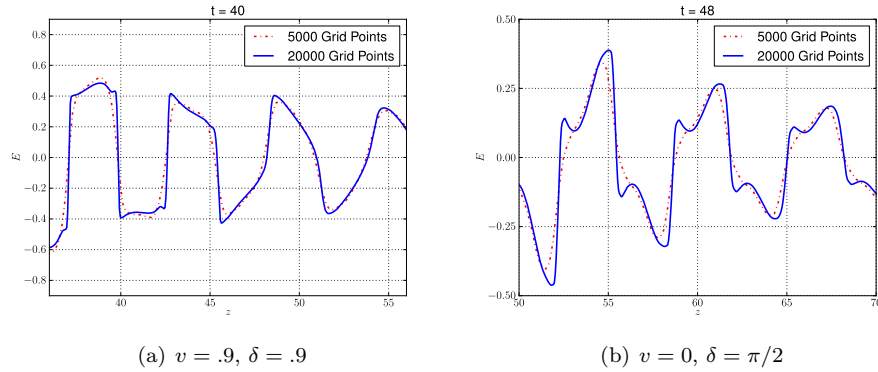 t = 40
5000 Grid Points
20000 Grid Points
0.8
0.6
0.4
0.2
0.0
−0.2
−0.4
−0.6
−0.8
E
40
45
50
55
z
(a) v = .9, δ = .9
t = 48
5000 Grid Points
20000 Grid Points
0.50
0.25
0.00
−0.25
−0.50
E
50
55
60
65
70
z
(b) v = 0, δ = π/2